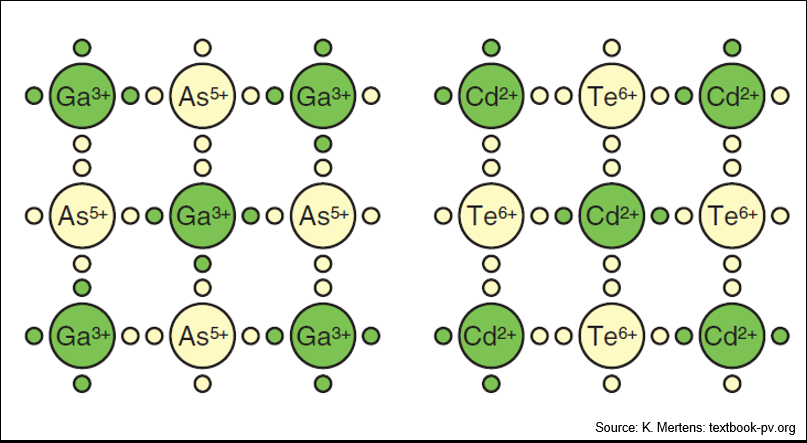 Ga³⁺ As⁵⁺ Ga³⁺ Cd²⁺ Te⁶⁺ Cd²⁺
As⁵⁺ Ga³⁺ As⁵⁺ Te⁶⁺ Cd²⁺ Te⁶⁺
Ga³⁺ As⁵⁺ Ga³⁺ Cd²⁺ Te⁶⁺ Cd²⁺
Source: K. Mertens: textbook-pv.org